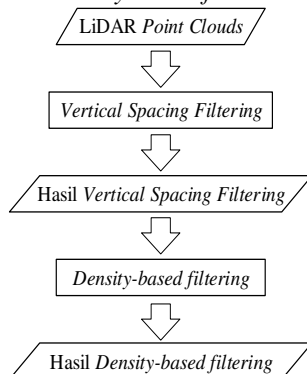 LiDAR Point Clouds
Vertical Spacing Filtering
Hasil Vertical Spacing Filtering
Density-based filtering
Hasil Density-based filtering